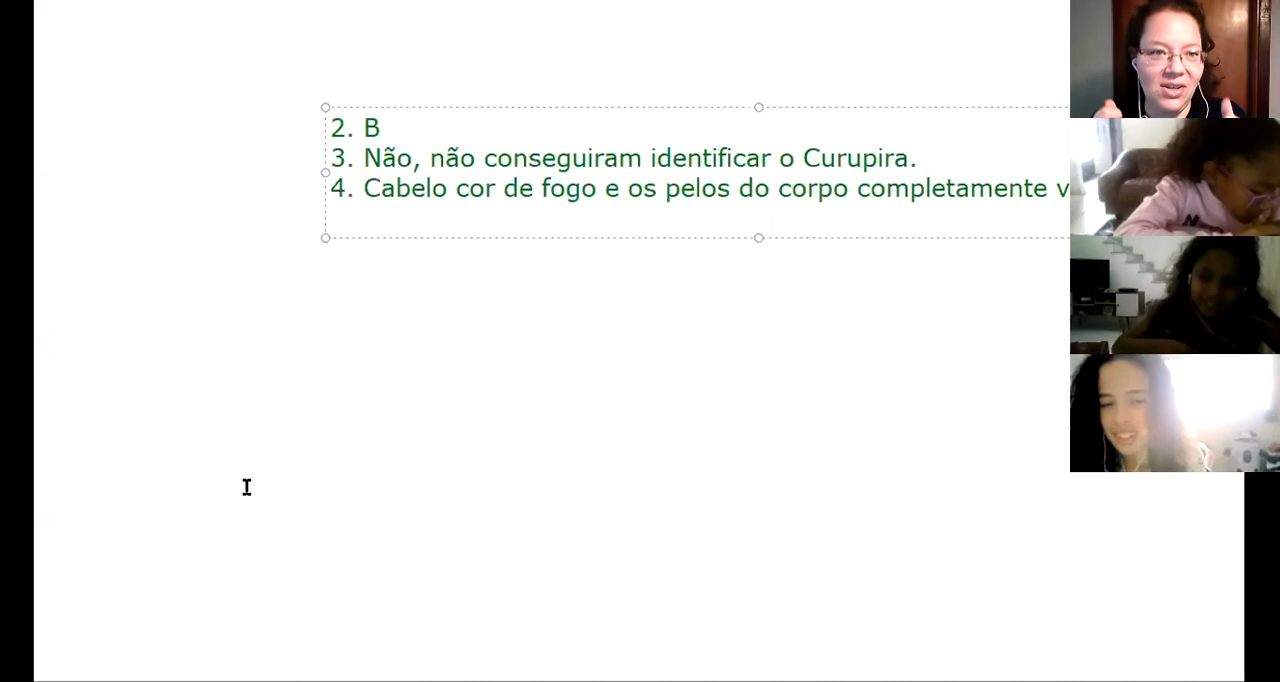 2. B
3. Não, não conseguiram identificar o Curupira.
4. Cabelo cor de fogo e os pelos do corpo completamente